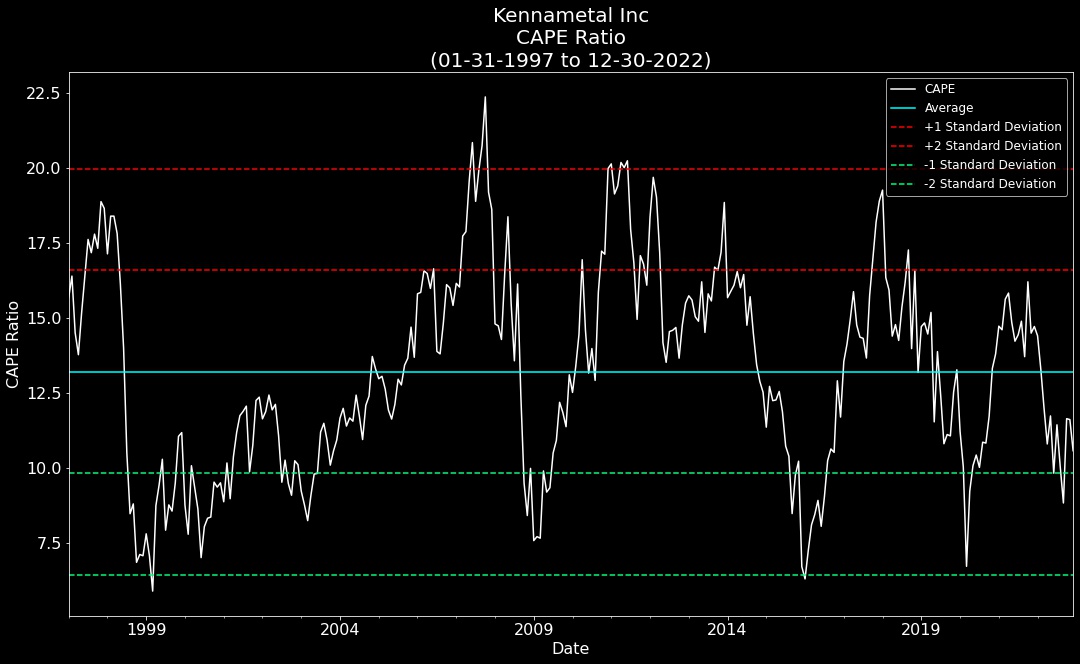 Kennametal Inc
CAPE Ratio
(01-31-1997 to 12-30-2022)
22.5
20.0
17.5
15.0
12.5
10.0
7.5
CAPE Ratio
CAPE
Average
+1 Standard Deviation
+2 Standard Deviation
-1 Standard Deviation
-2 Standard Deviation
1999
2004
2009
2014
2019
Date